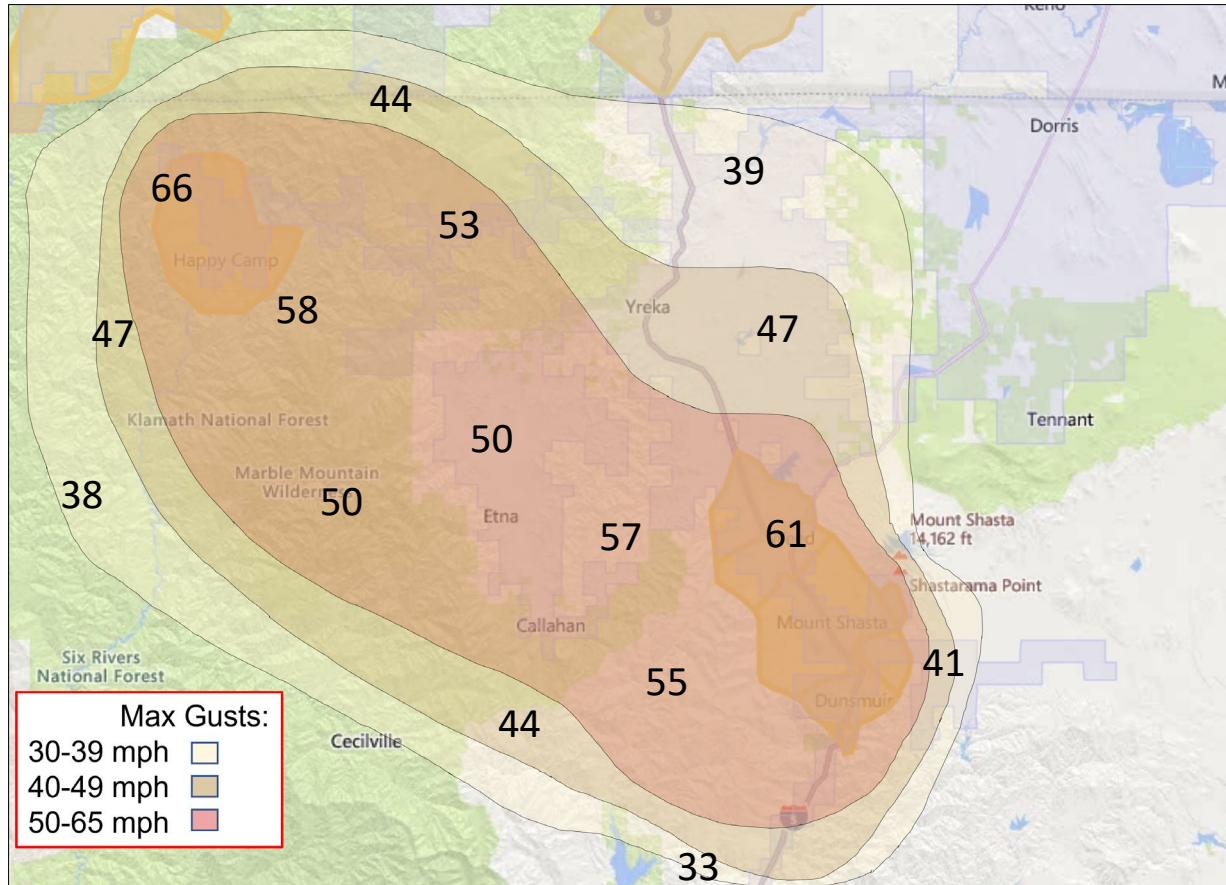 Keno
44
Dorris
39
66
53
Happy Camp
58
Yreka
47
47
Klamath National Forest
Tennant
50
38
Marble Mountain
50
Etna
57
61
Mount Shasta
14,162 ft
Shastarama Point
Callahan
Mount Shasta
Six Rivers
National Forest
41
55
Dunsmuir
44
Cecilville
Max Gusts:
30-39 mph
40-49 mph
50-65 mph
5
33